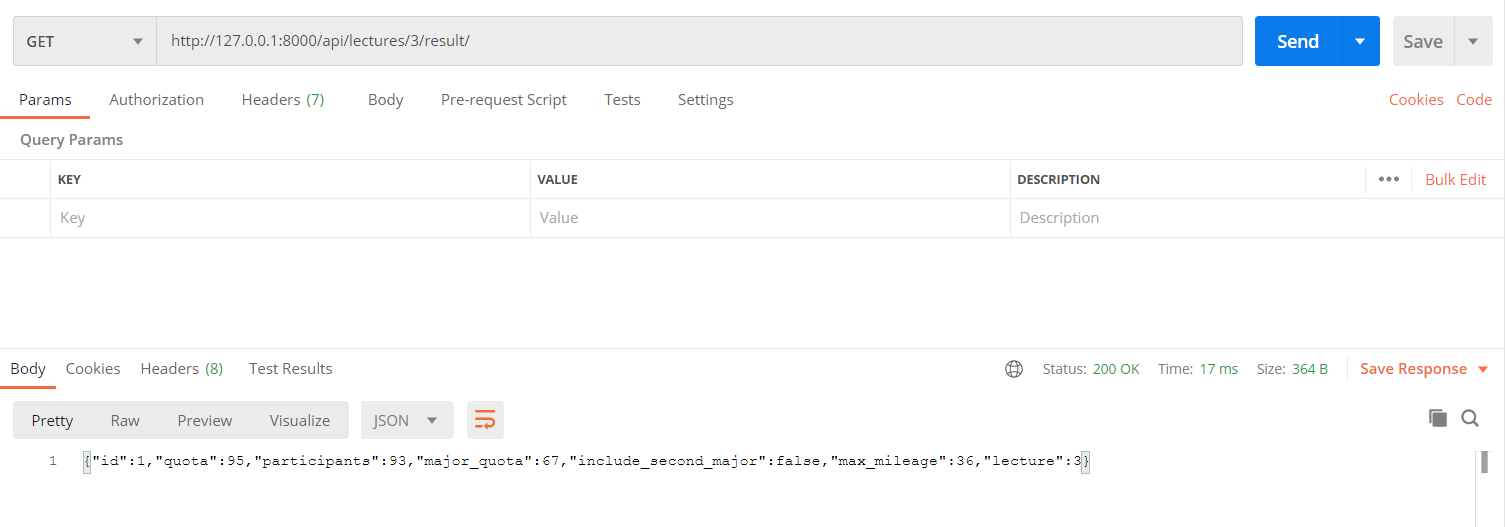 GET http://127.0.0.1:8000/api/lectures/3/result/ Send Save
Params Authorization Headers (7) Body Pre-request Script Tests Settings Cookies Code
Query Params
KEY VALUE DESCRIPTION ••• Bulk Edit
Key Value Description
Body Cookies Headers (8) Test Results Status: 200 OK Time: 17 ms Size: 364 B Save Response
Pretty Raw Preview Visualize JSON
1 {"id":1,"quota":95,"participants":93,"major_quota":67,"include_second_major":false,"max_mileage":36,"lecture":3}